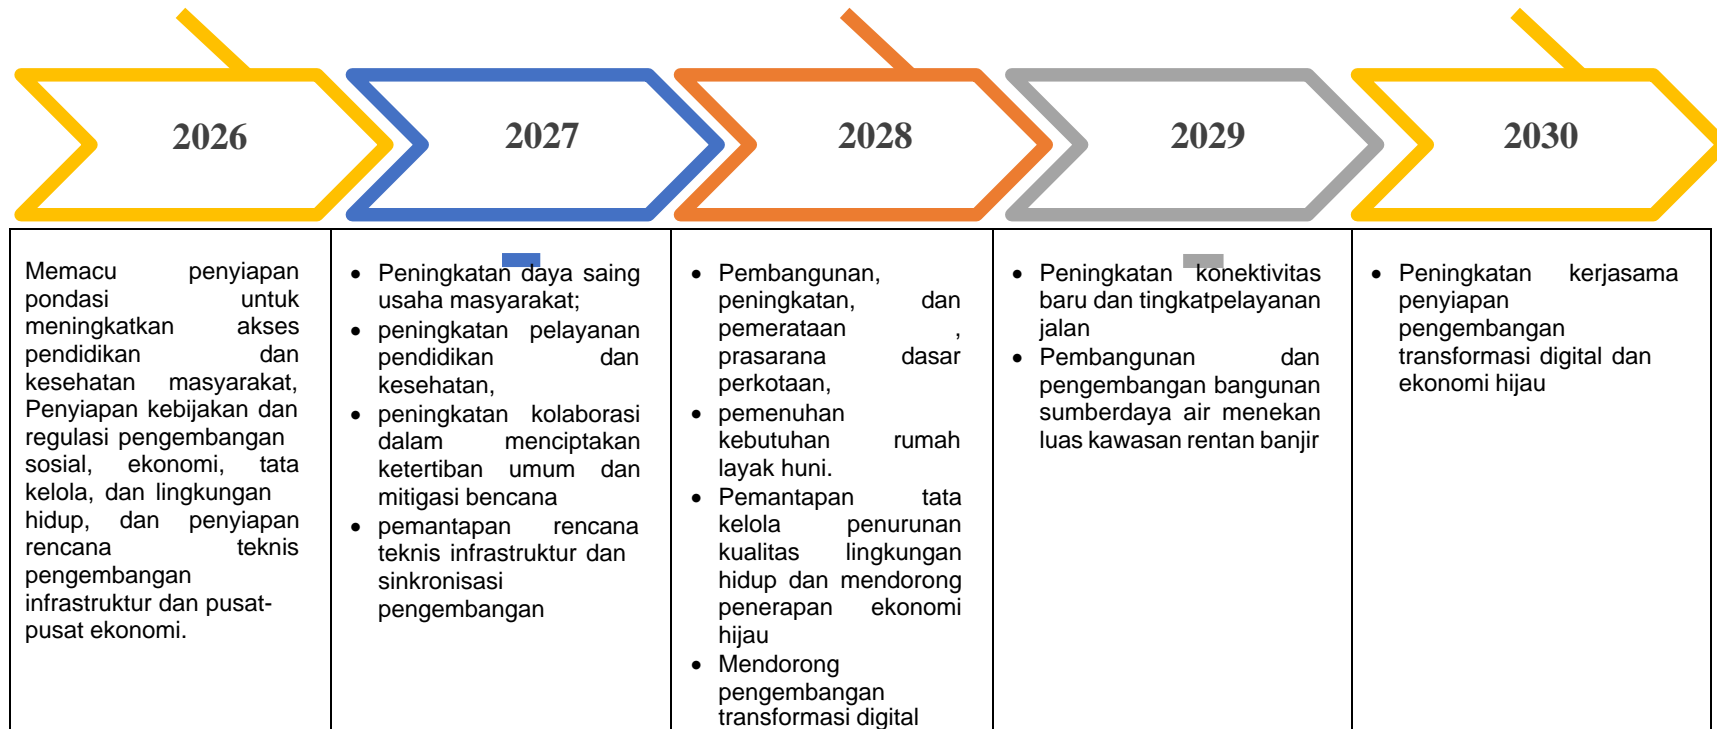 2026
2027
2028
2029
2030
Memacu penyiapan
pondasi untuk
meningkatkan akses
pendidikan dan
kesehatan masyarakat,
Penyiapan kebijakan dan
regulasi pengembangan
sosial, ekonomi, tata
kelola, dan lingkungan
hidup, dan penyiapan
rencana teknis
pengembangan
infrastruktur dan pusat-
pusat ekonomi.
• Peningkatan daya saing
usaha masyarakat;
• peningkatan pelayanan
pendidikan dan
kesehatan,
• peningkatan kolaborasi
dalam menciptakan
ketertiban umum dan
mitigasi bencana
• pemantapan rencana
teknis infrastruktur dan
sinkronisasi
pengembangan
• Pembangunan,
peningkatan, dan
pemerataan ,
prasarana dasar
perkotaan,
• pemenuhan
kebutuhan rumah
layak huni.
• Pemantapan tata
kelola penurunan
kualitas lingkungan
hidup dan mendorong
penerapan ekonomi
hijau
• Mendorong
pengembangan
transformasi digital
• Peningkatan konektivitas
baru dan tingkatpelayanan
jalan
• Pembangunan dan
pengembangan bangunan
sumberdaya air menekan
luas kawasan rentan banjir
• Peningkatan kerjasama
penyiapan
pengembangan
transformasi digital dan
ekonomi hijau